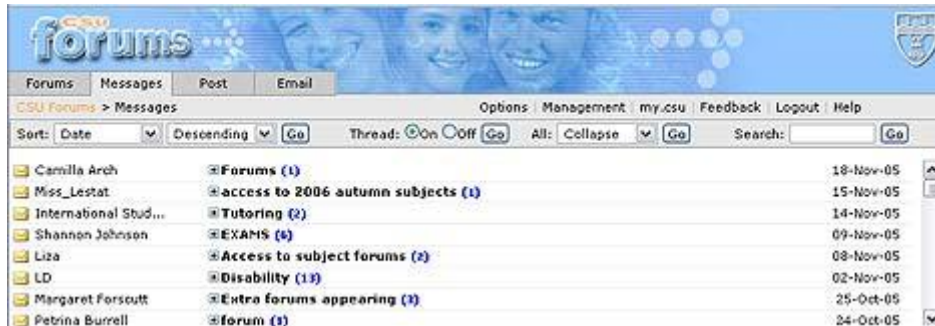 CSU
forums
Forums Messages Post Email
CSU Forums > Messages Options Management my.csu Feedback Logout Help
Sort: Date Descending Go Thread: On Off Go All: Collapse Go Search: Go
Camilla Arch Forums (1) 18-Nov-05
Miss_Lestat access to 2006 autumn subjects (1) 15-Nov-05
International Stud... Tutoring (2) 14-Nov-05
Shannon Johnson EXAMS (6) 09-Nov-05
Liza Access to subject forums (2) 08-Nov-05
LD Disability (13) 02-Nov-05
Margaret Forscutt Extra forums appearing (3) 25-Oct-05
Petrina Burrell forum (3) 24-Oct-05